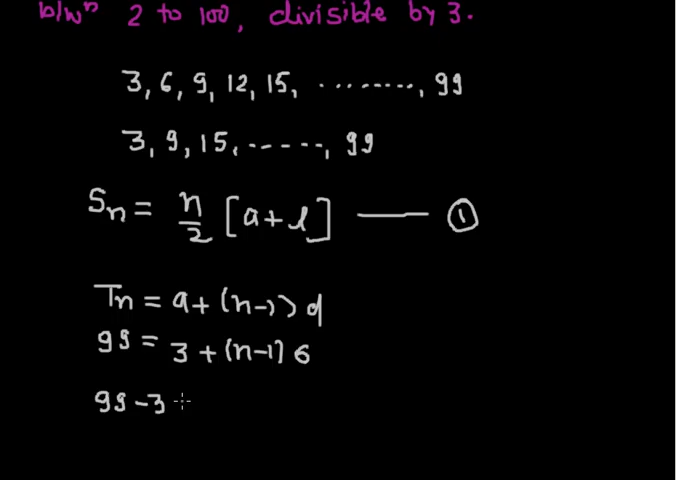 b/wⁿ 2 to 100, divisible by 3.
3, 6, 9, 12, 15, ........., 99
3, 9, 15, ......, 99
Sn = n/2 [a+l] —— ①
Tn = a + (n-1) d
99 = 3 + (n-1) 6
99 - 3